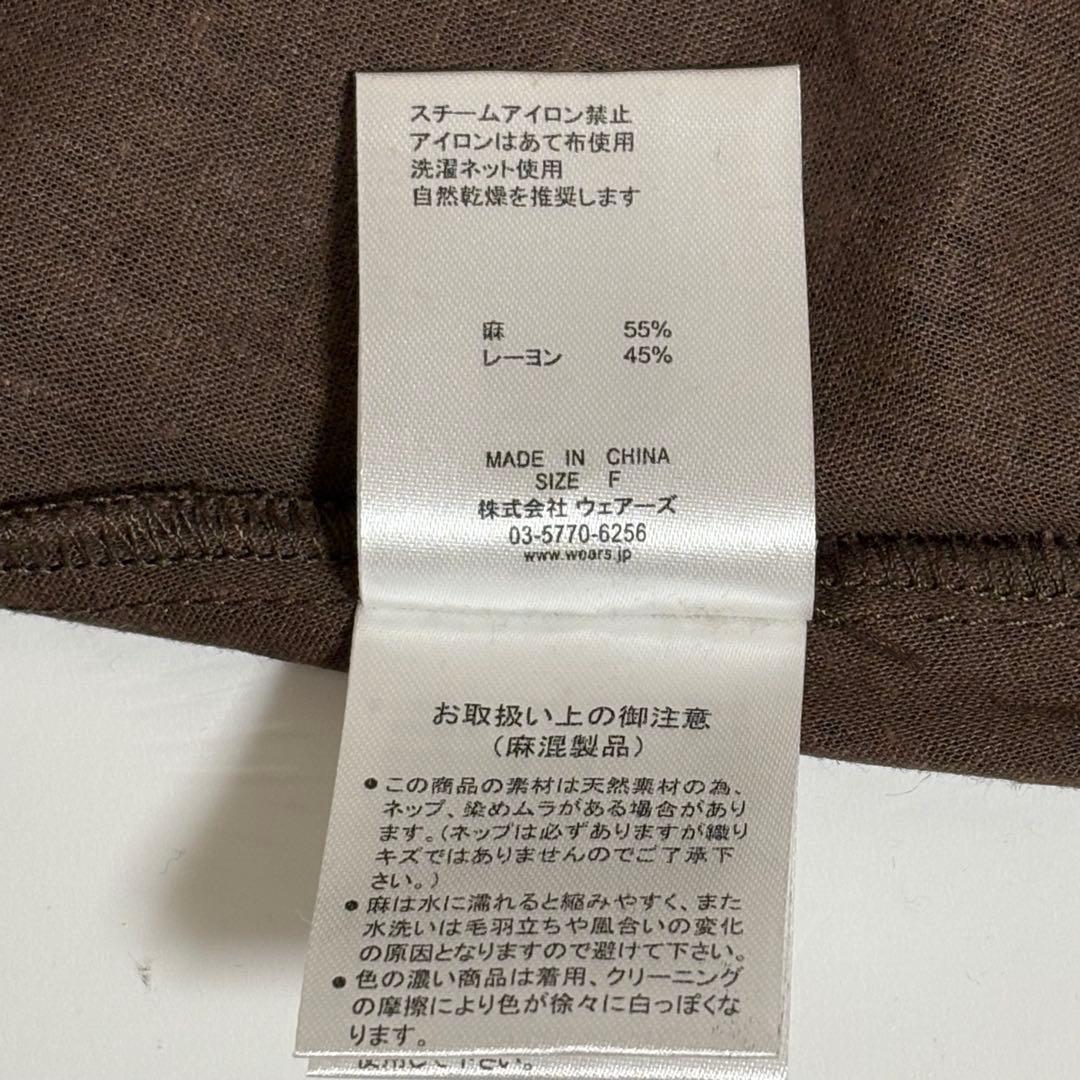 スチームアイロン禁止
アイロンはあて布使用
洗濯ネット使用
自然乾燥を推奨します
麻 55%
レーヨン 45%
MADE IN CHINA
SIZE F
株式会社 ウェアーズ
03-5770-6256
www.wears.jp
お取扱い上の御注意
(麻混製品)
●この商品の素材は天然素材の為、
ネップ、染めムラがある場合があり
ます。(ネップは必ずありますが織り
キズではありませんのでご了承下
さい。)
●麻は水に濡れると縮みやすく、また
水洗いは毛羽立ちや風合いの変化
の原因となりますので避けて下さい。
●色の濃い商品は着用、クリーニング
の摩擦により色が徐々に白っぽくな
ります。